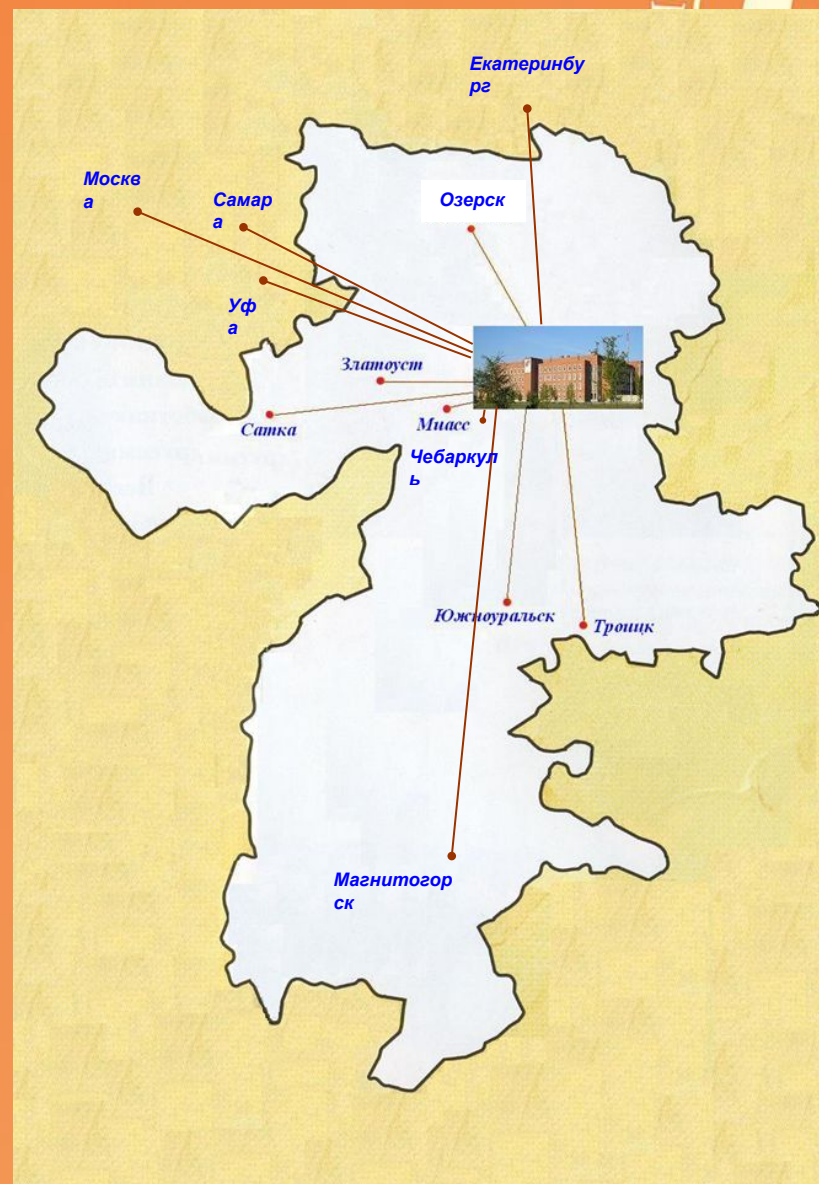 Екатеринбу
рг
Москв
а
Самар
а
Озерск
Уф
а
Златоуст
Сатка
Миасс
Чебаркул
ь
Южноуральск
Троицк
Магнитогор
ск